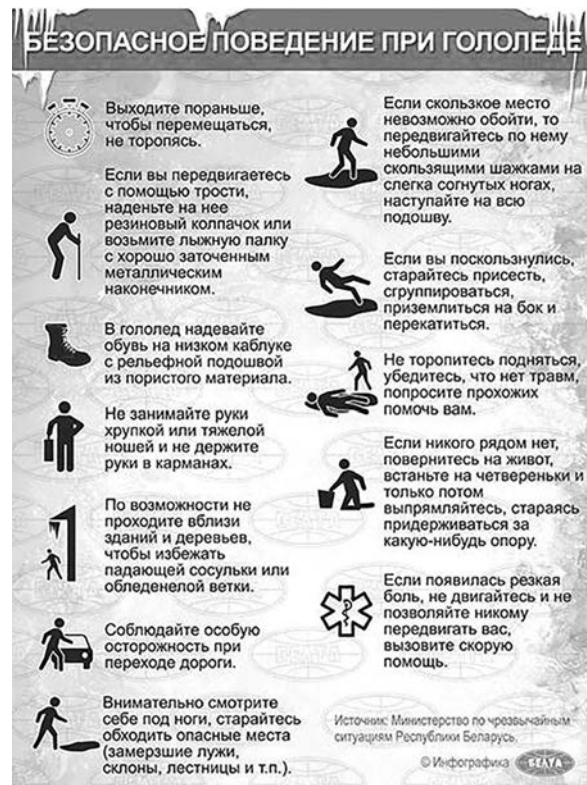 БЕЗОПАСНОЕ ПОВЕДЕНИЕ ПРИ ГОЛОЛЕДЕ
Выходите пораньше,
чтобы перемещаться,
не торопясь.
Если вы передвигаетесь
с помощью трости,
наденьте на нее
резиновый колпачок или
возьмите лыжную палку
с хорошо заточенным
металлическим
наконечником.
В гололед надевайте
обувь на низком каблуке
с рельефной подошвой
из пористого материала.
Не занимайте руки
хрупкой или тяжелой
ношей и не держите
руки в карманах.
По возможности не
проходите вблизи
зданий и деревьев,
чтобы избежать
падающей сосульки или
обледенелой ветки.
Соблюдайте особую
осторожность при
переходе дороги.
Внимательно смотрите
себе под ноги, старайтесь
обходить опасные места
(замерзшие лужи,
склоны, лестницы и т.п.).
Если скользкое место
невозможно обойти, то
передвигайтесь по нему
небольшими
скользящими шажками на
слегка согнутых ногах,
наступайте на всю
подошву.
Если вы поскользнулись,
старайтесь присесть,
сгруппироваться,
приземлиться на бок и
перекатиться.
Не торопитесь подняться,
убедитесь, что нет травм,
попросите прохожих
помочь вам.
Если никого рядом нет,
повернитесь на живот,
встаньте на четвереньки и
только потом
выпрямляйтесь, стараясь
придерживаться за
какую-нибудь опору.
Если появилась резкая
боль, не двигайтесь и не
позволяйте никому
передвигать вас,
вызовите скорую
помощь.
Источник: Министерство по чрезвычайным
ситуациям Республики Беларусь.
© Инфографика БЕЛТА